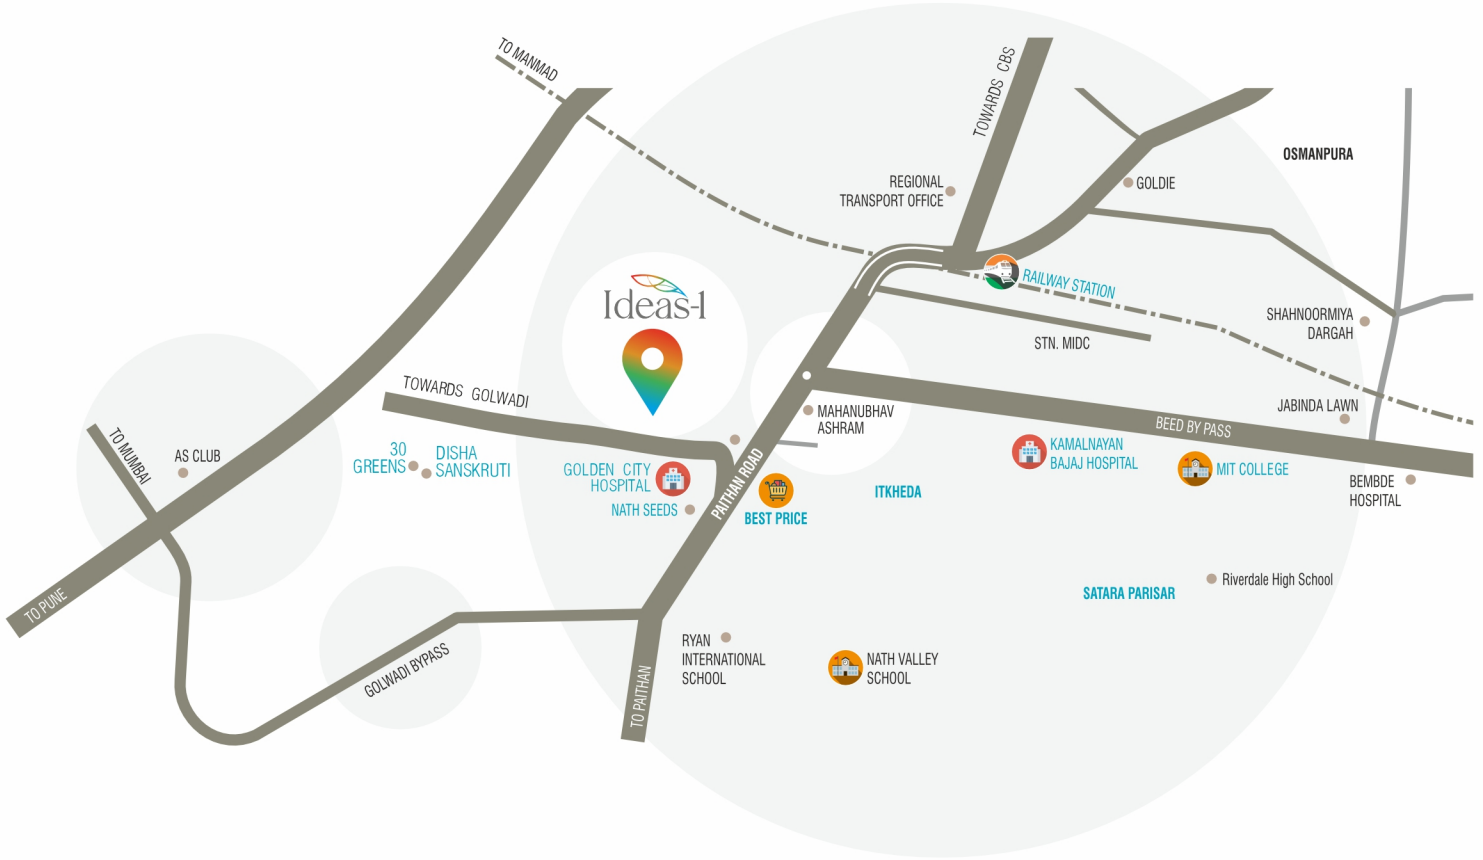 TO MANMAD
TOWARDS CBS
OSMANPURA
REGIONAL
TRANSPORT OFFICE
GOLDIE
RAILWAY STATION
Ideas-1
SHAHNOORMIYA
DARGAH
STN. MIDC
TOWARDS GOLWADI
MAHANUBHAV
ASHRAM
JABINDA LAWN
BEED BY PASS
TO MUMBAI
AS CLUB
30
GREENS
DISHA
SANSKRUTI
GOLDEN CITY
HOSPITAL
NATH SEEDS
PAITHAN ROAD
BEST PRICE
ITKHEDA
KAMALNAYAN
BAJAJ HOSPITAL
MIT COLLEGE
BEMBDE
HOSPITAL
TO PUNE
SATARA PARISAR
Riverdale High School
GOLWADI BYPASS
TO PAITHAN
RYAN
INTERNATIONAL
SCHOOL
NATH VALLEY
SCHOOL